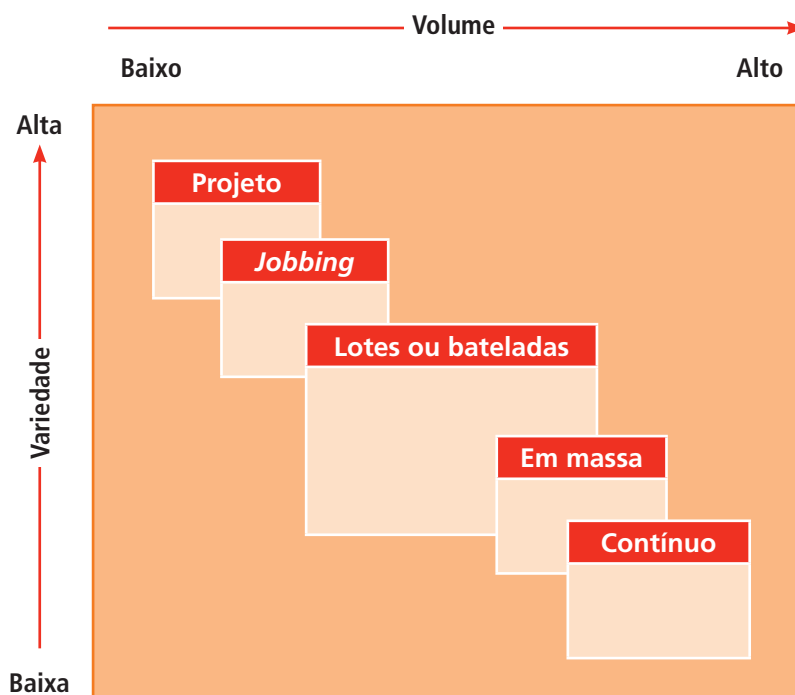 Volume
Baixo Alto
Alta
Projeto
Jobbing
Lotes ou bateladas
Variedade
Em massa
Contínuo
Baixa